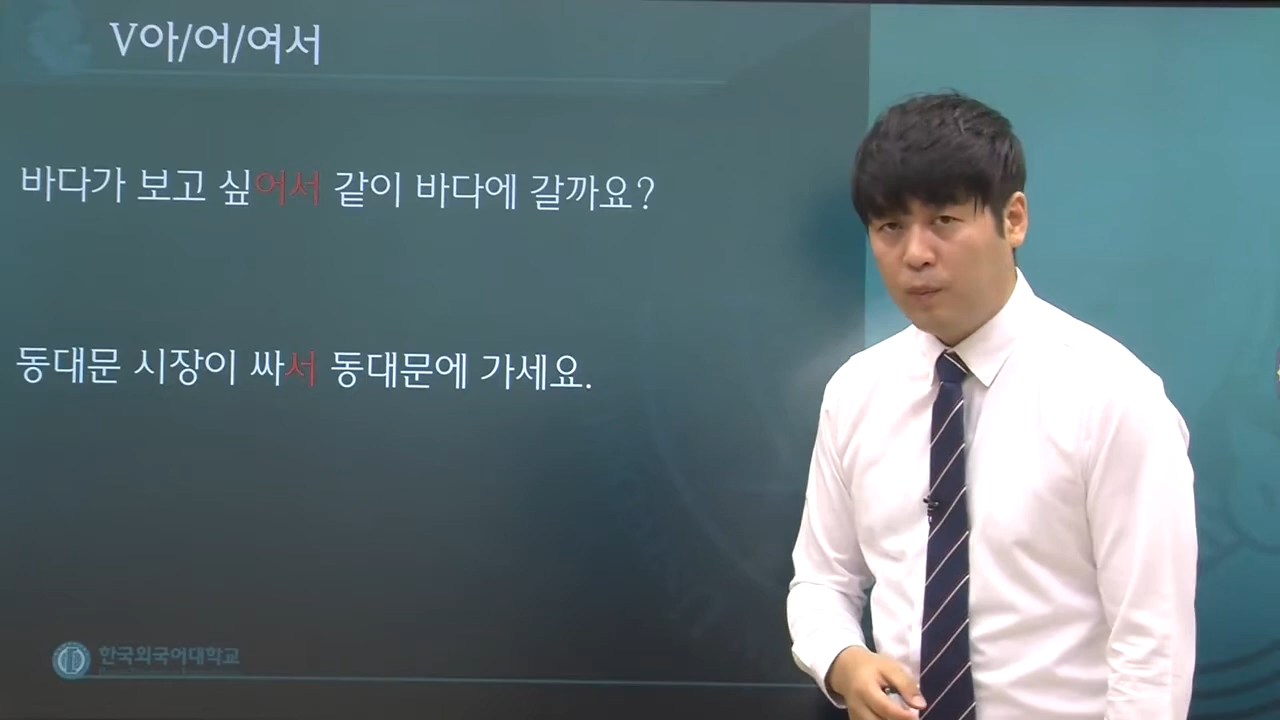 V아/어/여서
바다가 보고 싶어서 같이 바다에 갈까요?
동대문 시장이 싸서 동대문에 가세요.
한국외국어대학교